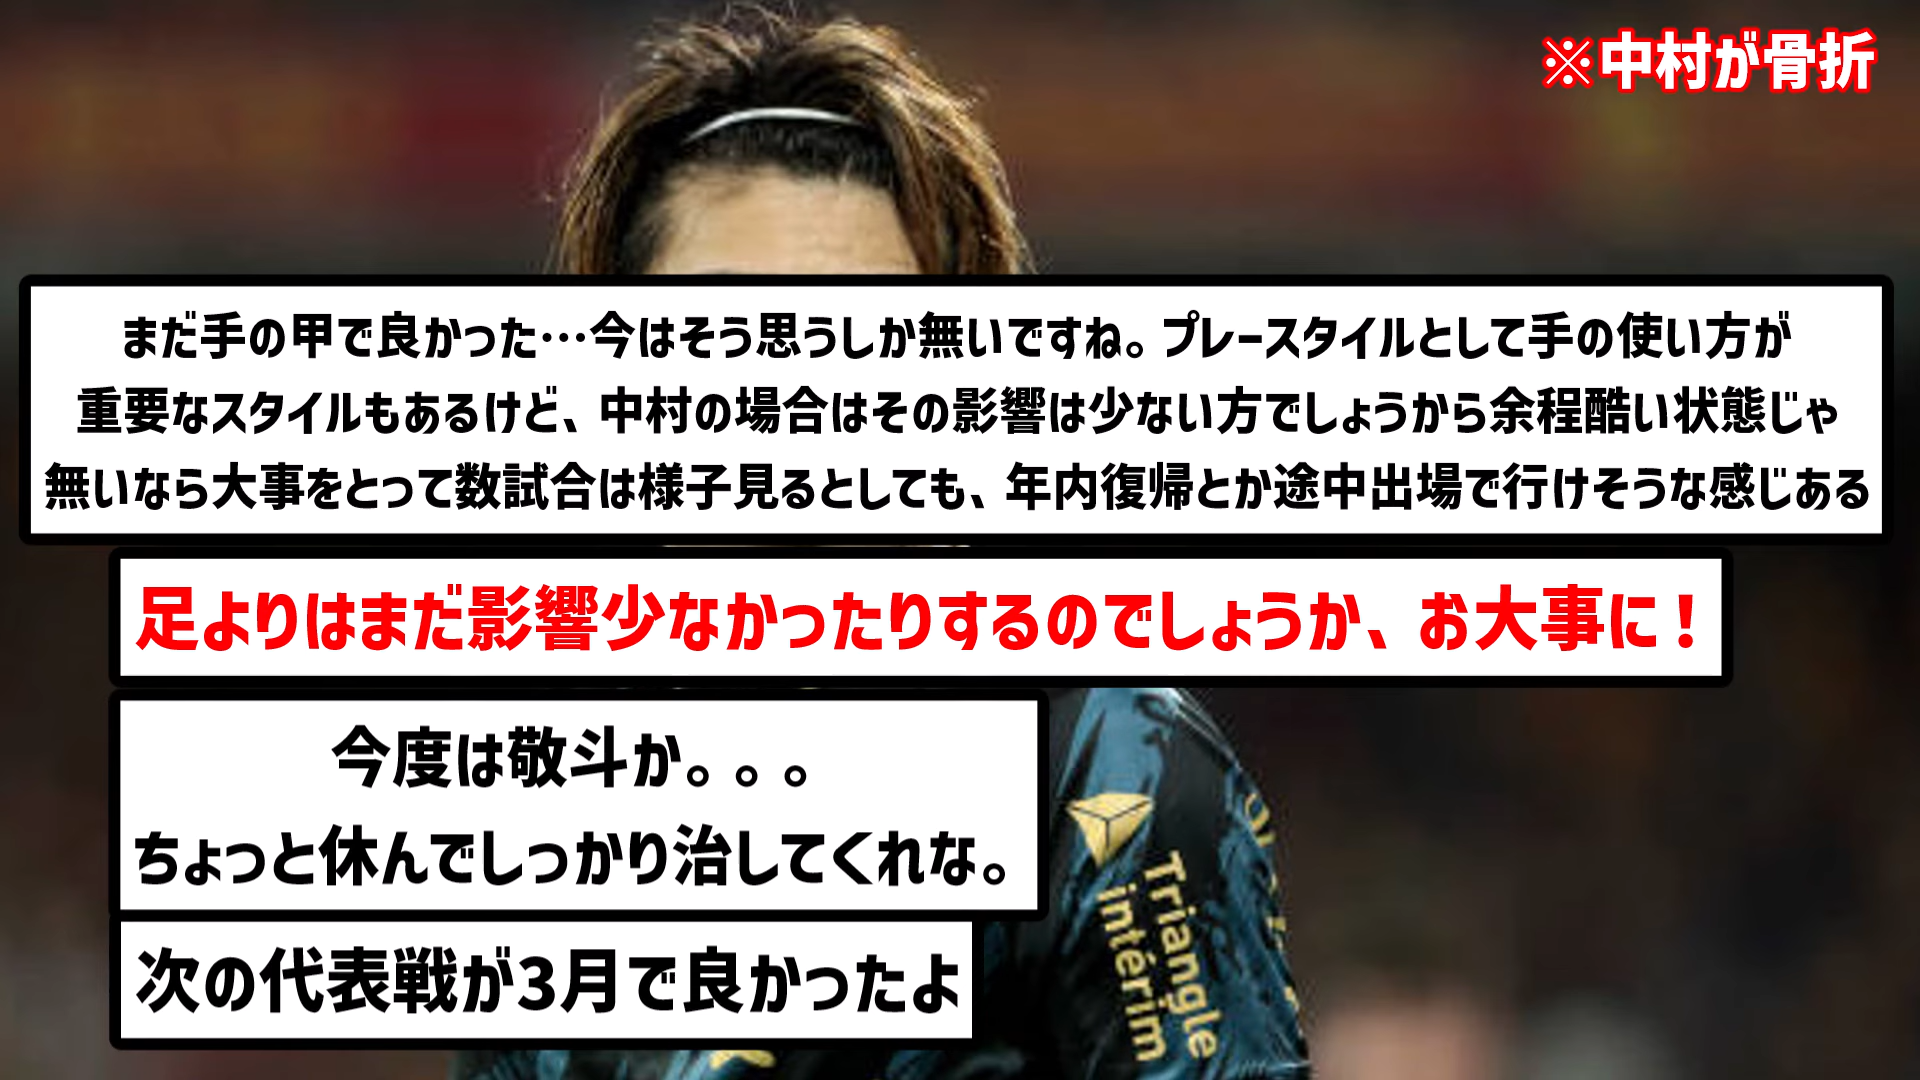 ※中村が骨折
まだ手の甲で良かった…今はそう思うしか無いですね。プレースタイルとして手の使い方が
重要なスタイルもあるけど、中村の場合はその影響は少ない方でしょうから余程酷い状態じゃ
無いなら大事をとって数試合は様子見るとしても、年内復帰とか途中出場で行けそうな感じある
足よりはまだ影響少なかったりするのでしょうか、お大事に！
今度は敬斗か。。。
ちょっと休んでしっかり治してくれな。
次の代表戦が3月で良かったよ
Triangle
intérim